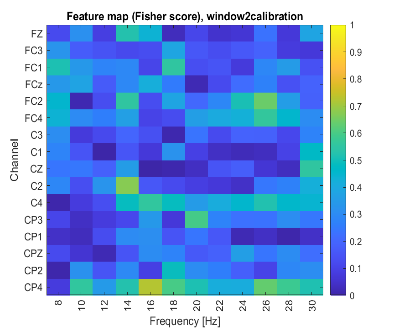 Feature map (Fisher score), window2calibration
Channel
FZ
FC3
FC1
FCz
FC2
FC4
C3
C1
CZ
C2
C4
CP3
CP1
CPZ
CP2
CP4
8 10 12 14 16 18 20 22 24 26 28 30
Frequency [Hz]
1
0.9
0.8
0.7
0.6
0.5
0.4
0.3
0.2
0.1
0